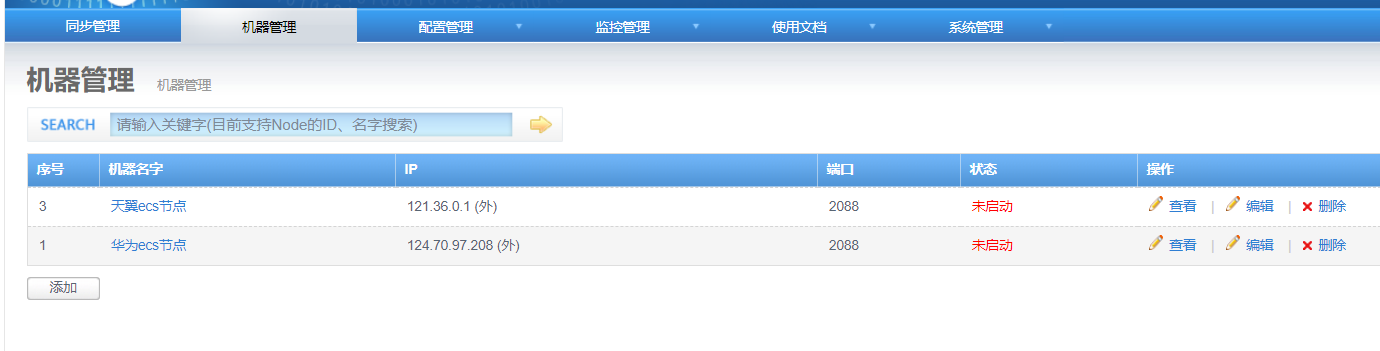 同步管理 机器管理 配置管理 监控管理 使用文档 系统管理
机器管理 机器管理
SEARCH 请输入关键字(目前支持Node的ID、名字搜索)
序号 机器名字 IP 端口 状态 操作
3 天翼ecs节点 121.36.0.1 (外) 2088 未启动 查看 | 编辑 | 删除
1 华为ecs节点 124.70.97.208 (外) 2088 未启动 查看 | 编辑 | 删除
添加